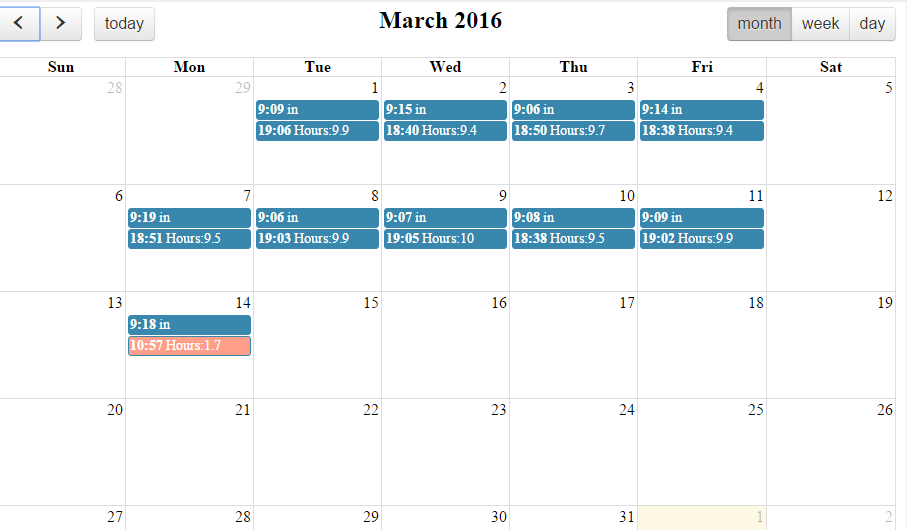 today March 2016 month week day
Sun Mon Tue Wed Thu Fri Sat
28 29 1 2 3 4 5
9:09 in 9:15 in 9:06 in 9:14 in
19:06 Hours:9.9 18:40 Hours:9.4 18:50 Hours:9.7 18:38 Hours:9.4
6 7 8 9 10 11 12
9:19 in 9:06 in 9:07 in 9:08 in 9:09 in
18:51 Hours:9.5 19:03 Hours:9.9 19:05 Hours:10 18:38 Hours:9.5 19:02 Hours:9.9
13 14 15 16 17 18 19
9:18 in
10:57 Hours:1.7
20 21 22 23 24 25 26
27 28 29 30 31 1 2